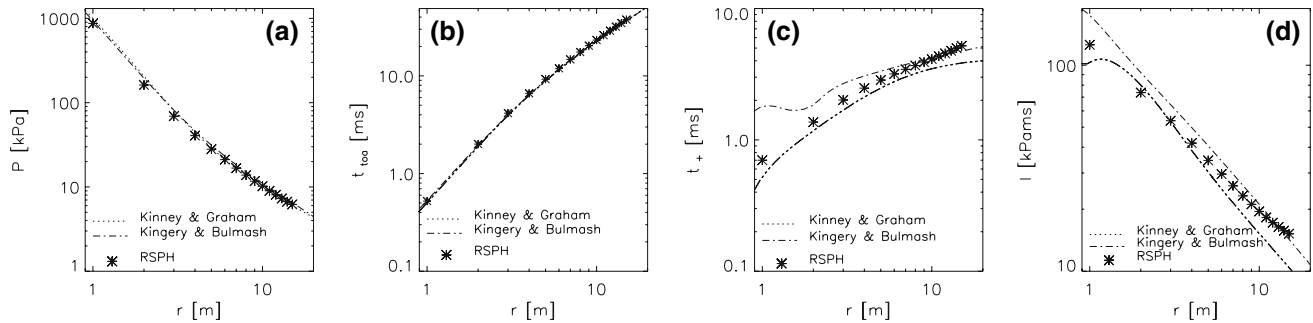 (a)
1000
100
10
1
P [kPa]
Kinney & Graham
Kingery & Bulmash
RSPH
1
10
r [m]
(b)
10.0
1.0
0.1
t_toa [ms]
Kinney & Graham
Kingery & Bulmash
RSPH
1
10
r [m]
(c)
10.0
1.0
0.1
t_+ [ms]
Kinney & Graham
Kingery & Bulmash
RSPH
1
10
r [m]
(d)
100
10
I [kPams]
Kinney & Graham
Kingery & Bulmash
RSPH
1
10
r [m]